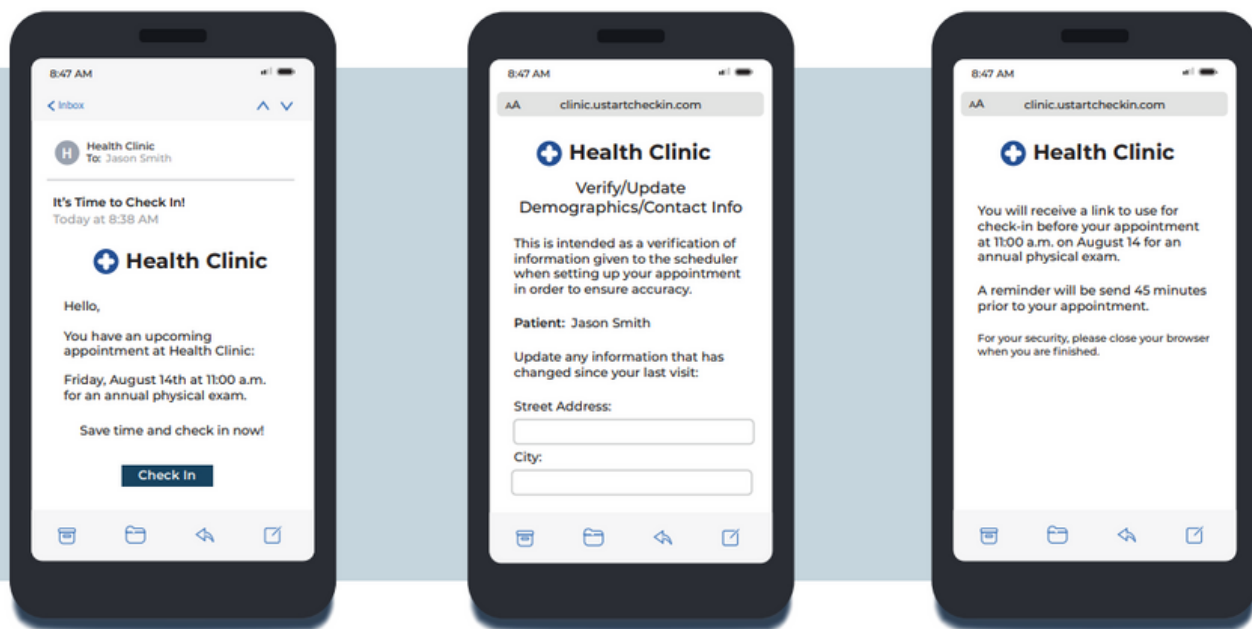 8:47 AM
Inbox
H
Health Clinic
To: Jason Smith
It's Time to Check In!
Today at 8:38 AM
Health Clinic
Hello,
You have an upcoming
appointment at Health Clinic:
Friday, August 14th at 11:00 a.m.
for an annual physical exam.
Save time and check in now!
Check In
8:47 AM
AA clinic.ustartcheckin.com
Health Clinic
Verify/Update
Demographics/Contact Info
This is intended as a verification of
information given to the scheduler
when setting up your appointment
in order to ensure accuracy.
Patient: Jason Smith
Update any information that has
changed since your last visit:
Street Address:
City:
8:47 AM
AA clinic.ustartcheckin.com
Health Clinic
You will receive a link to use for
check-in before your appointment
at 11:00 a.m. on August 14 for an
annual physical exam.
A reminder will be send 45 minutes
prior to your appointment.
For your security, please close your browser
when you are finished.